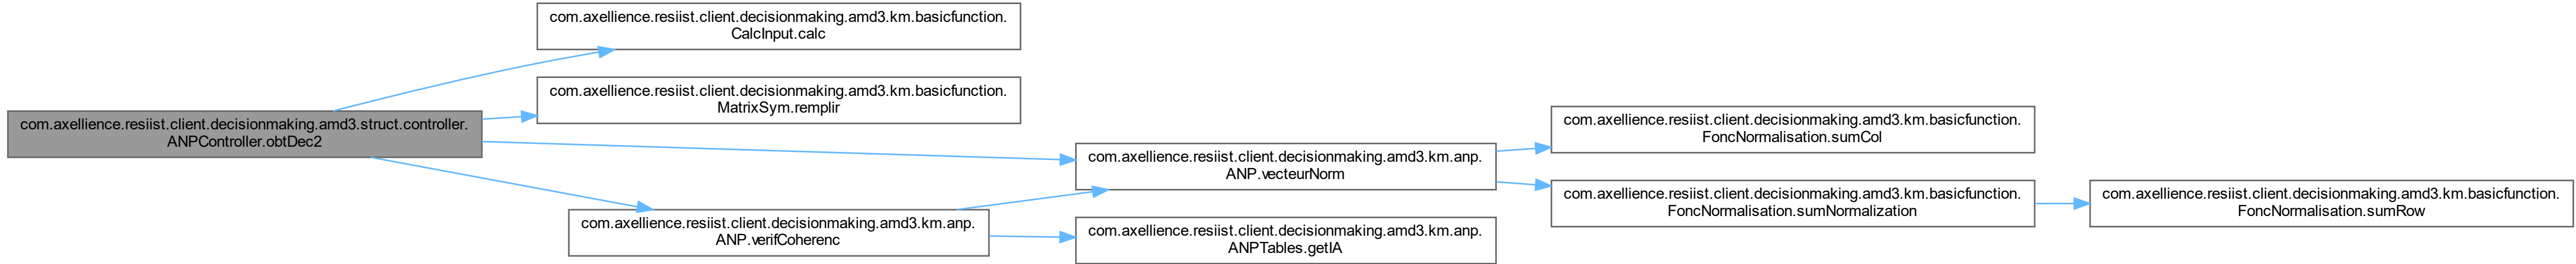 com.axellience.resiist.client.decisionmaking.amd3.struct.controller.
ANPController.obtDec2
com.axellience.resiist.client.decisionmaking.amd3.km.basicfunction.
CalcInput.calc
com.axellience.resiist.client.decisionmaking.amd3.km.basicfunction.
MatrixSym.remplir
com.axellience.resiist.client.decisionmaking.amd3.km.anp.
ANP.vecteurNorm
com.axellience.resiist.client.decisionmaking.amd3.km.basicfunction.
FoncNormalisation.sumCol
com.axellience.resiist.client.decisionmaking.amd3.km.basicfunction.
FoncNormalisation.sumNormalization
com.axellience.resiist.client.decisionmaking.amd3.km.basicfunction.
FoncNormalisation.sumRow
com.axellience.resiist.client.decisionmaking.amd3.km.anp.
ANP.verifCoherenc
com.axellience.resiist.client.decisionmaking.amd3.km.anp.
ANPTables.getIA